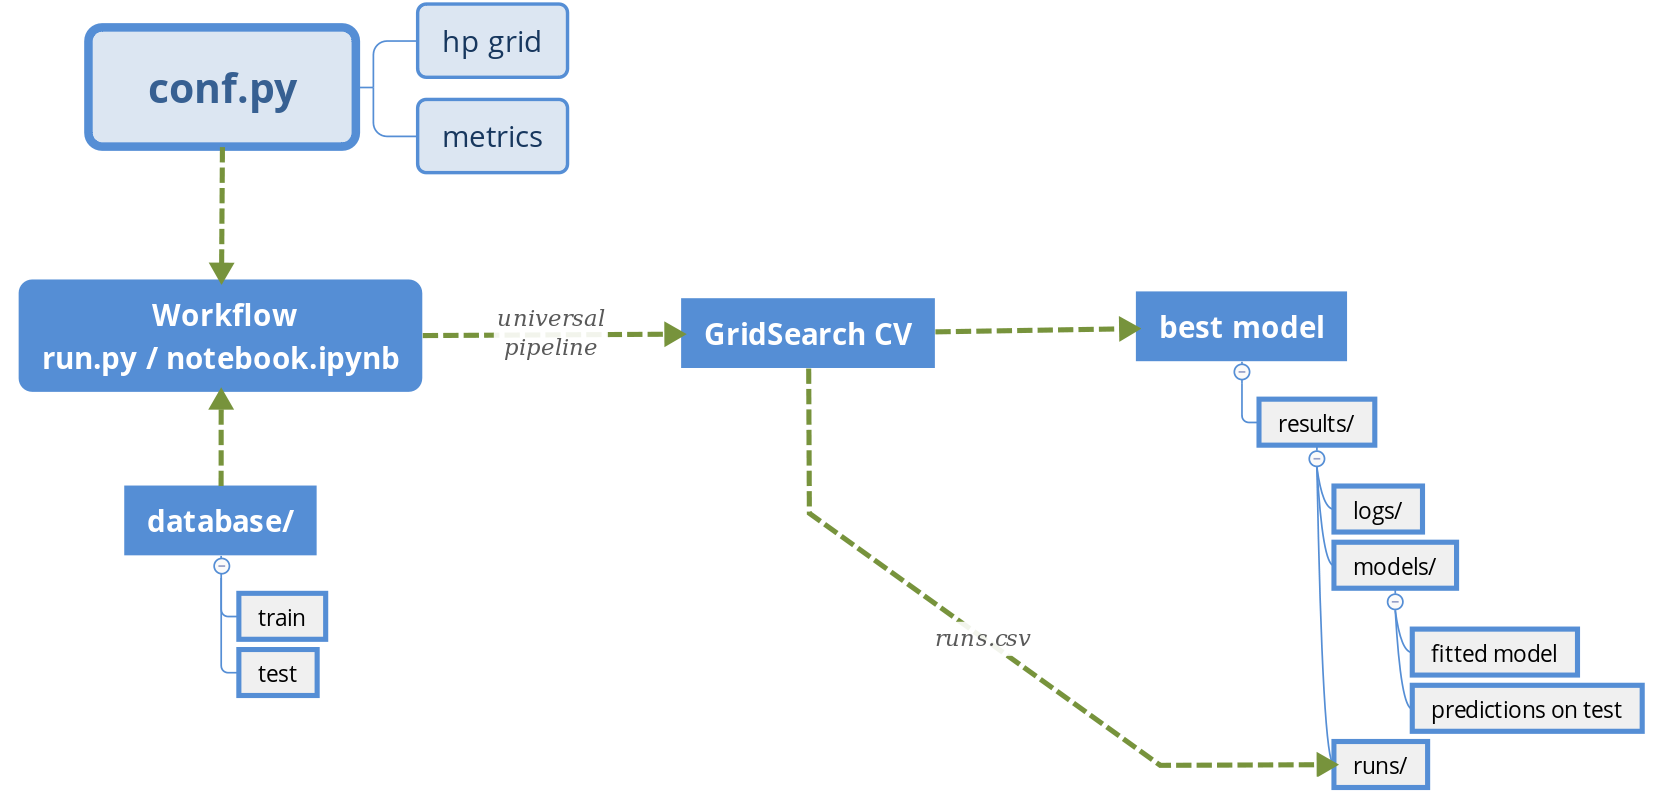 conf.py
hp grid
metrics
Workflow
run.py / notebook.ipynb
universal
pipeline
GridSearch CV
best model
results/
logs/
models/
fitted model
predictions on test
runs/
runs.csv
database/
train
test